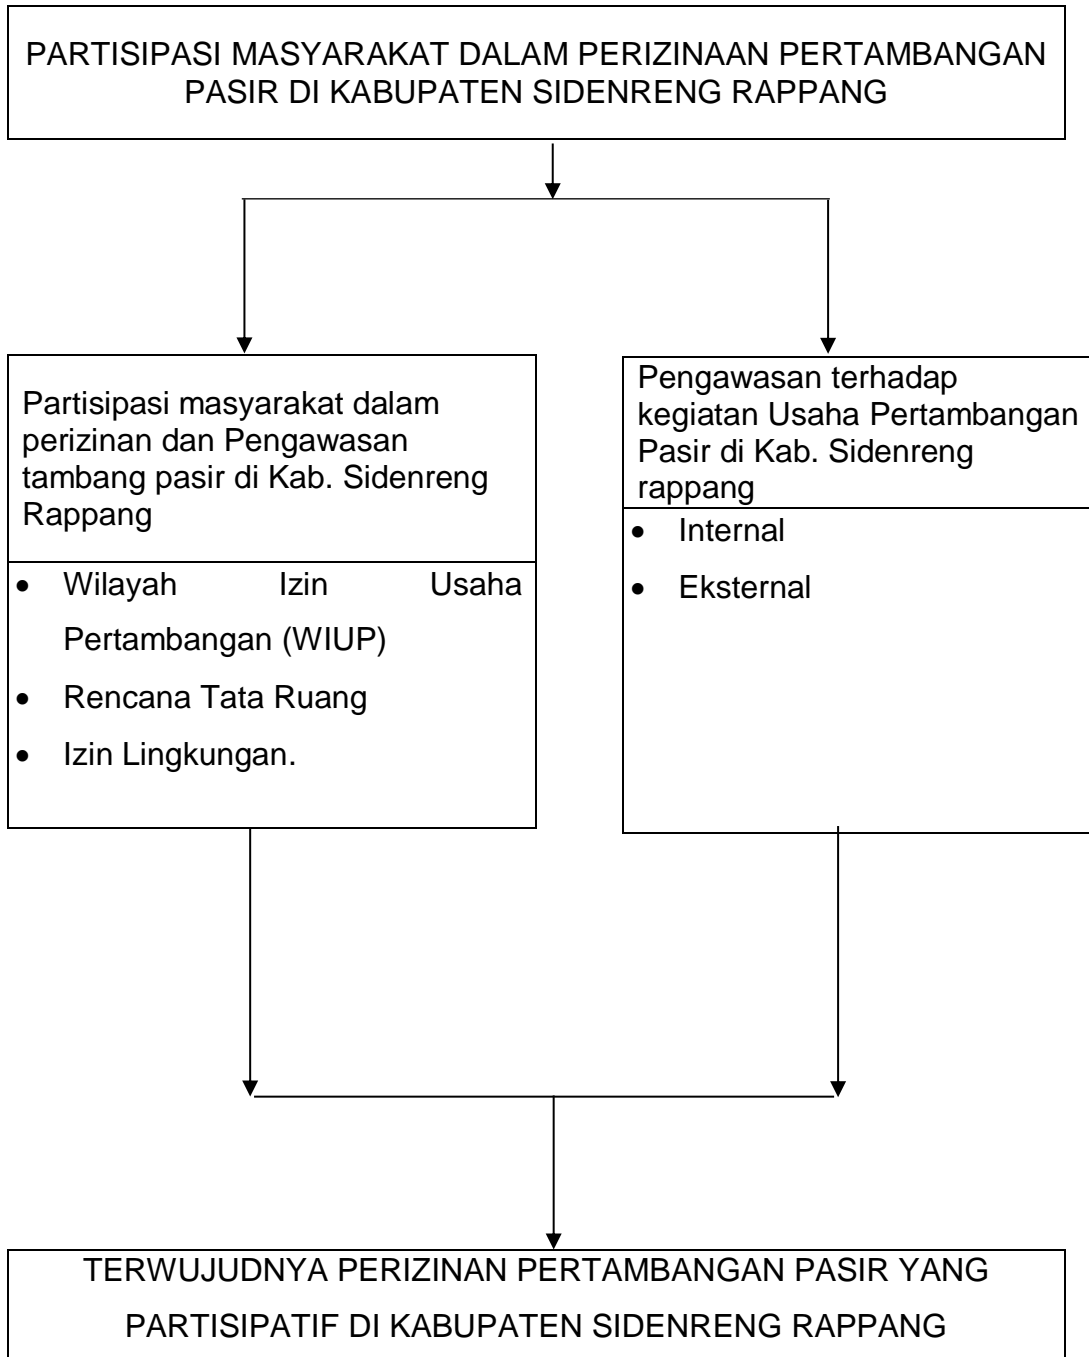 PARTISIPASI MASYARAKAT DALAM PERIZINAAN PERTAMBANGAN
PASIR DI KABUPATEN SIDENRENG RAPPANG
Partisipasi masyarakat dalam
perizinan dan Pengawasan
tambang pasir di Kab. Sidenreng
Rappang
• Wilayah Izin Usaha
Pertambangan (WIUP)
• Rencana Tata Ruang
• Izin Lingkungan.
Pengawasan terhadap
kegiatan Usaha Pertambangan
Pasir di Kab. Sidenreng
rappang
• Internal
• Eksternal
TERWUJUDNYA PERIZINAN PERTAMBANGAN PASIR YANG
PARTISIPATIF DI KABUPATEN SIDENRENG RAPPANG